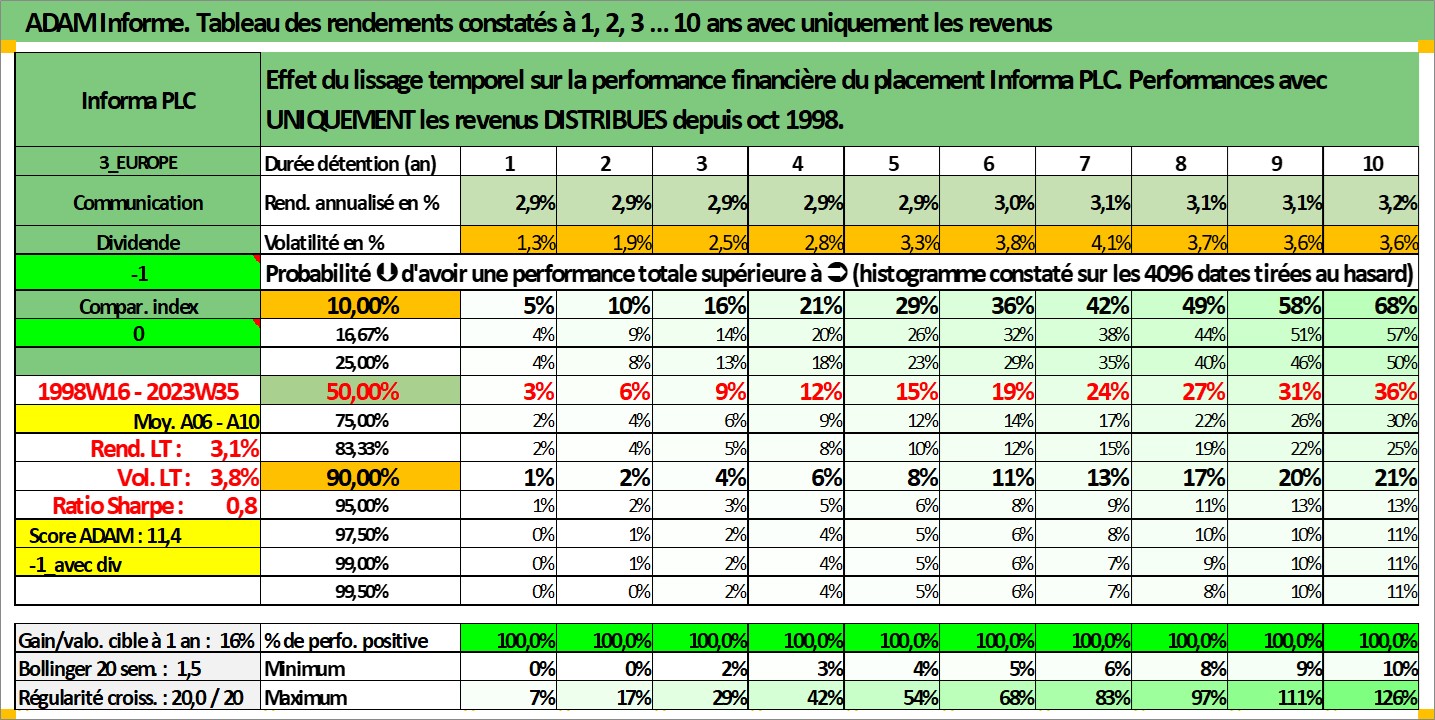 ADAM Informe. Tableau des rendements constatés à 1, 2, 3 ... 10 ans avec uniquement les revenus
Informa PLC
Effet du lissage temporel sur la performance financière du placement Informa PLC. Performances avec
UNIQUEMENT les revenus DISTRIBUES depuis oct 1998.
3_EUROPE Durée détention (an) 1 2 3 4 5 6 7 8 9 10
Communication Rend. annualisé en % 2,9% 2,9% 2,9% 2,9% 2,9% 3,0% 3,1% 3,1% 3,1% 3,2%
Dividende Volatilité en % 1,3% 1,9% 2,5% 2,8% 3,3% 3,8% 4,1% 3,7% 3,6% 3,6%
-1 Probabilité ⮋ d'avoir une performance totale supérieure à ⮊ (histogramme constaté sur les 4096 dates tirées au hasard)
Compar. index 10,00% 5% 10% 16% 21% 29% 36% 42% 49% 58% 68%
0 16,67% 4% 9% 14% 20% 26% 32% 38% 44% 51% 57%
25,00% 4% 8% 13% 18% 23% 29% 35% 40% 46% 50%
1998W16 - 2023W35 50,00% 3% 6% 9% 12% 15% 19% 24% 27% 31% 36%
Moy. A06 - A10 75,00% 2% 4% 6% 9% 12% 14% 17% 22% 26% 30%
Rend. LT : 3,1% 83,33% 2% 4% 5% 8% 10% 12% 15% 19% 22% 25%
Vol. LT : 3,8% 90,00% 1% 2% 4% 6% 8% 11% 13% 17% 20% 21%
Ratio Sharpe : 0,8 95,00% 1% 2% 3% 5% 6% 8% 9% 11% 13% 13%
Score ADAM : 11,4 97,50% 0% 1% 2% 4% 5% 6% 8% 10% 10% 11%
-1_avec div 99,00% 0% 1% 2% 4% 5% 6% 7% 9% 10% 11%
99,50% 0% 0% 2% 4% 5% 6% 7% 8% 10% 11%
Gain/valo. cible à 1 an : 16% % de perfo. positive 100,0% 100,0% 100,0% 100,0% 100,0% 100,0% 100,0% 100,0% 100,0% 100,0%
Bollinger 20 sem. : 1,5 Minimum 0% 0% 2% 3% 4% 5% 6% 8% 9% 10%
Régularité croiss. : 20,0 / 20 Maximum 7% 17% 29% 42% 54% 68% 83% 97% 111% 126%